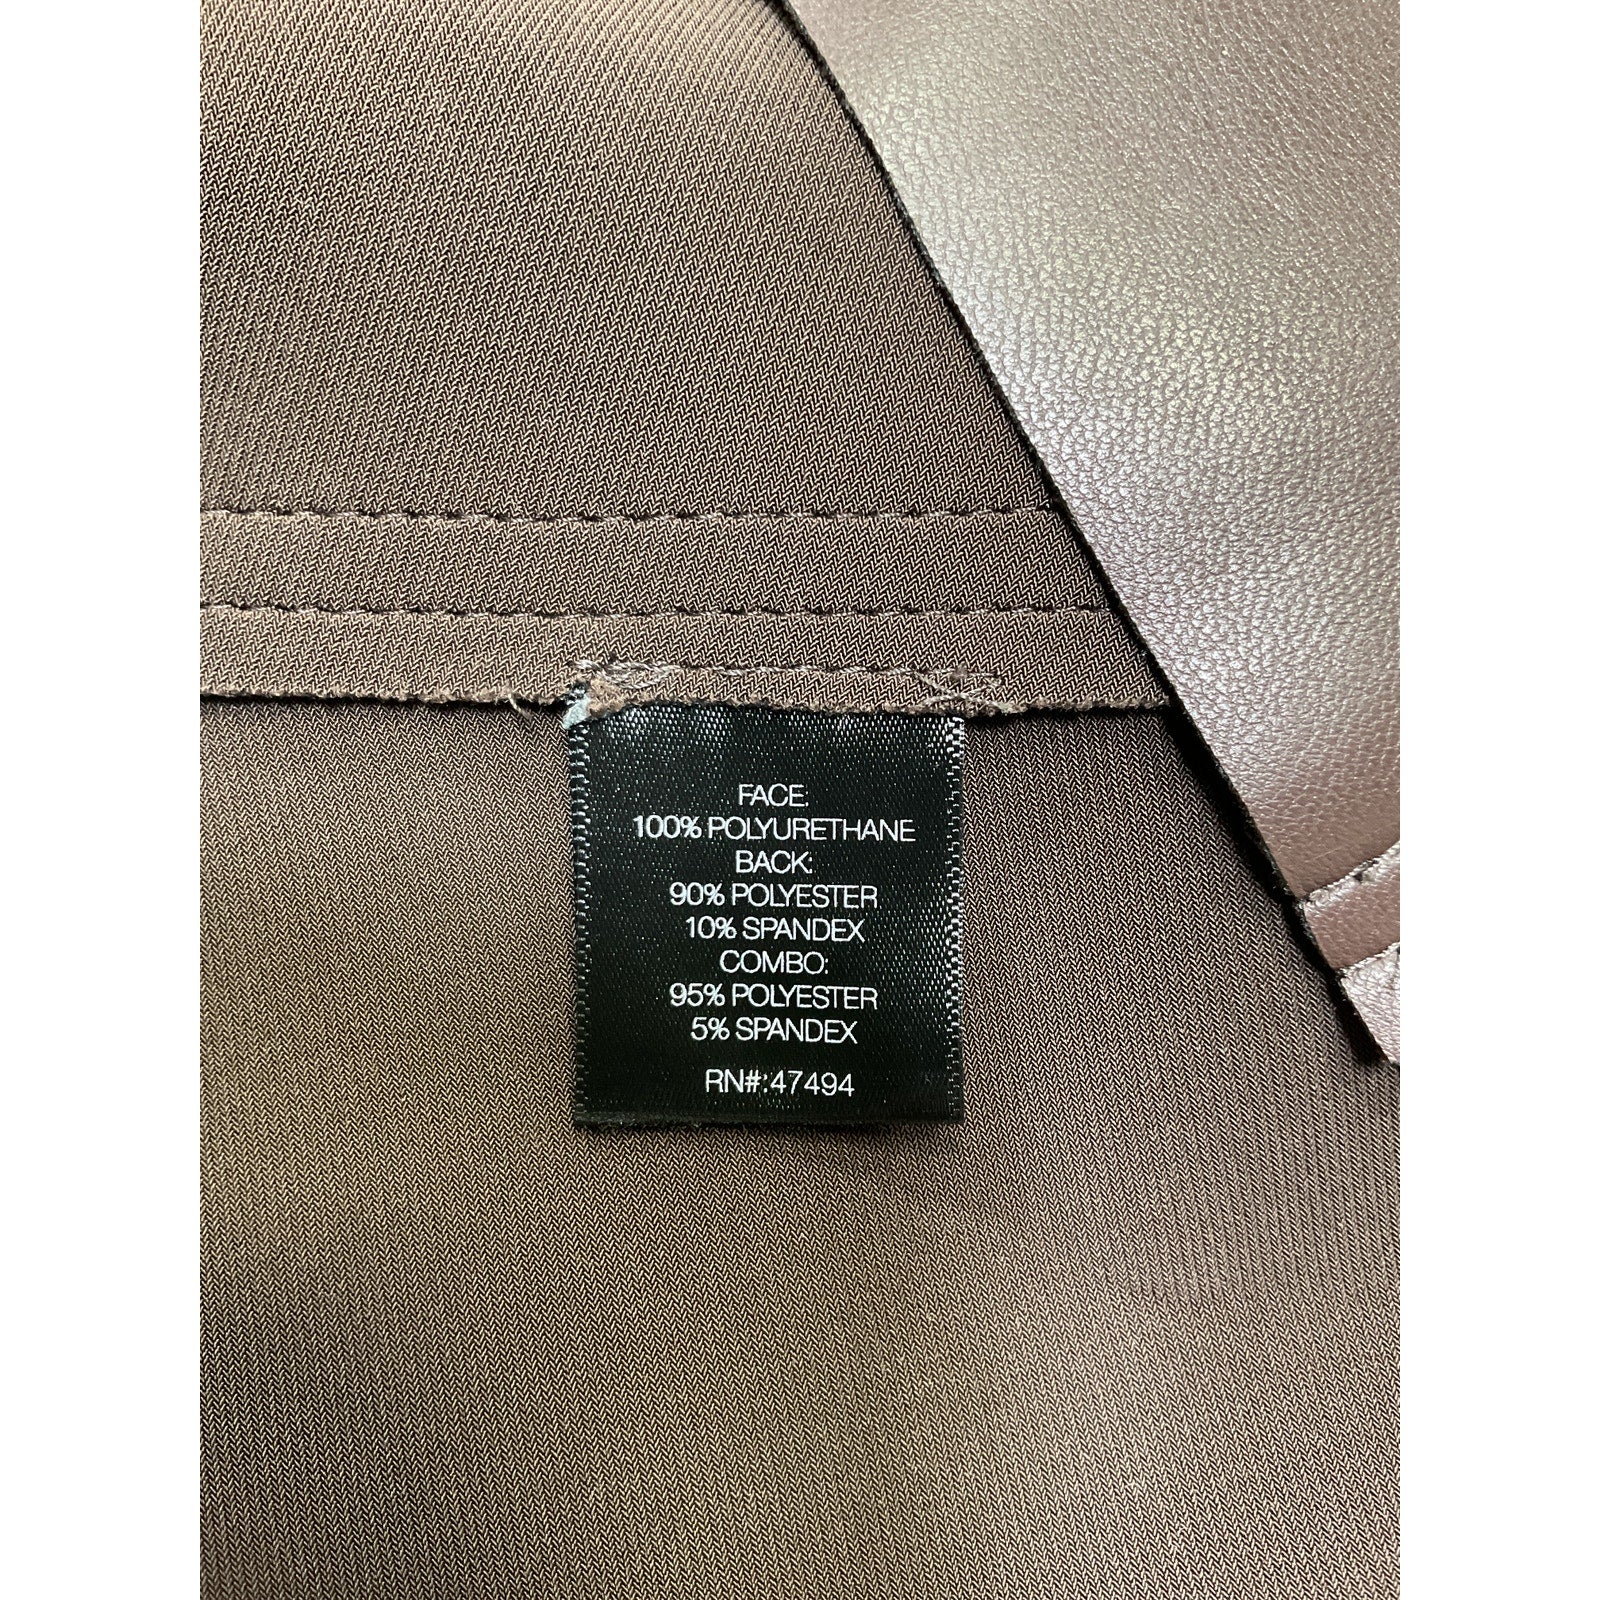 FACE:
100% POLYURETHANE
BACK:
90% POLYESTER
10% SPANDEX
COMBO:
95% POLYESTER
5% SPANDEX
RN#:47494